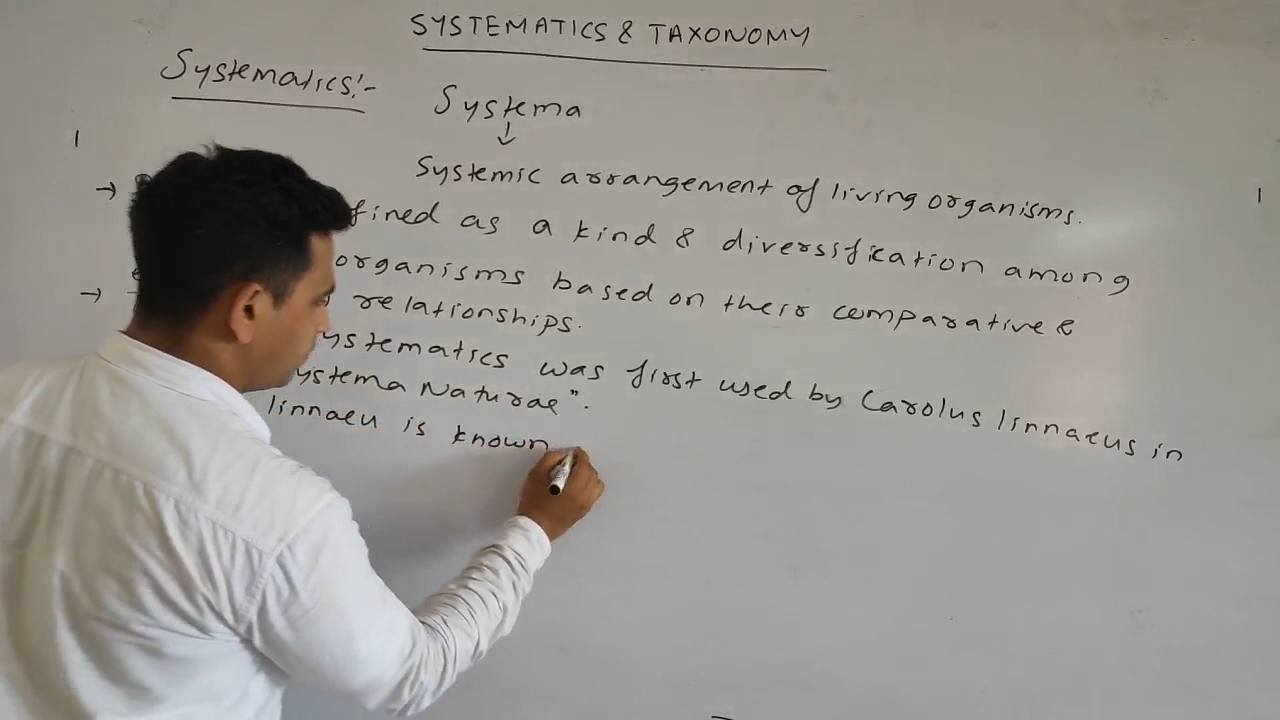 SYSTEMATICS & TAXONOMY
Systematics:-
Systema
↓
Systemic arrangement of living organisms.
→ fined as a kind & diversification among
organisms based on their comparative &
→ relationships.
ystematics was first used by Carolus linnaeus in
ystema Naturae".
linnaeu is known